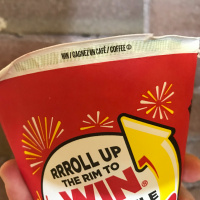 WIN / GAGNEZ UN CAFÉ / COFFEE
RRROLL UP
THE RIM TO
WIN®